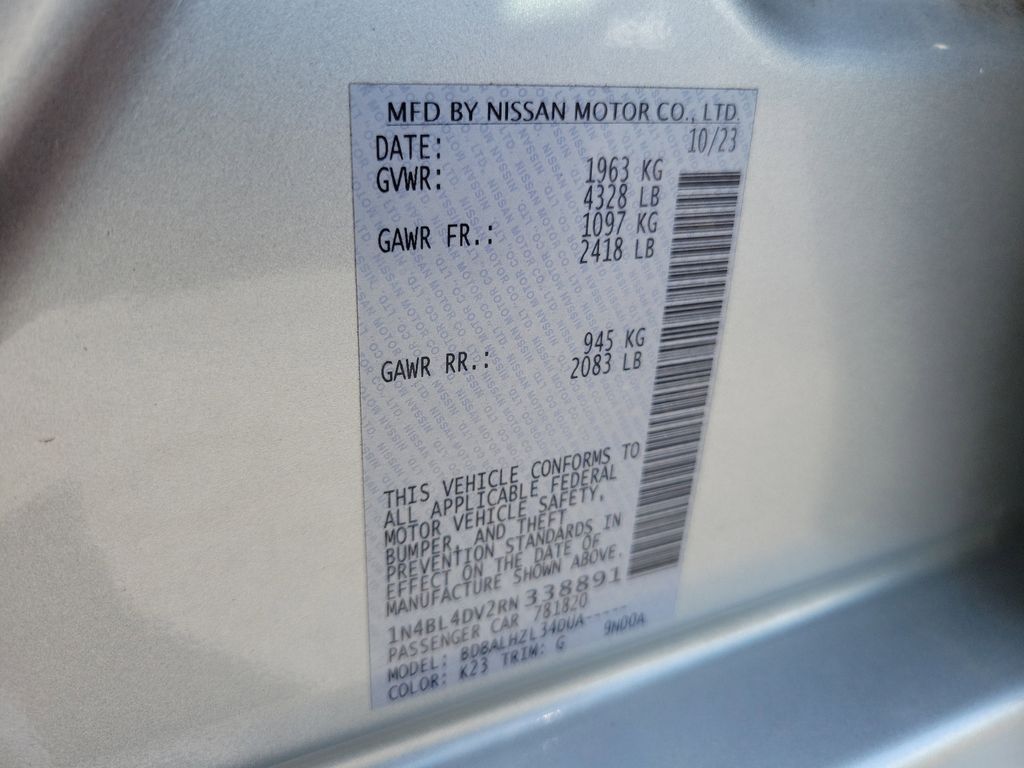 MFD BY NISSAN MOTOR CO., LTD.
DATE: 10/23
GVWR: 1963 KG
4328 LB
GAWR FR.: 1097 KG
2418 LB
GAWR RR.: 945 KG
2083 LB
THIS VEHICLE CONFORMS TO
ALL APPLICABLE FEDERAL
MOTOR VEHICLE SAFETY,
BUMPER, AND THEFT
PREVENTION STANDARDS IN
EFFECT ON THE DATE OF
MANUFACTURE SHOWN ABOVE.
1N4BL4DV2RN338891
PASSENGER CAR 781820
MODEL: BDBALHZL34DUA-----
COLOR: K23 TRIM: G 9N00A